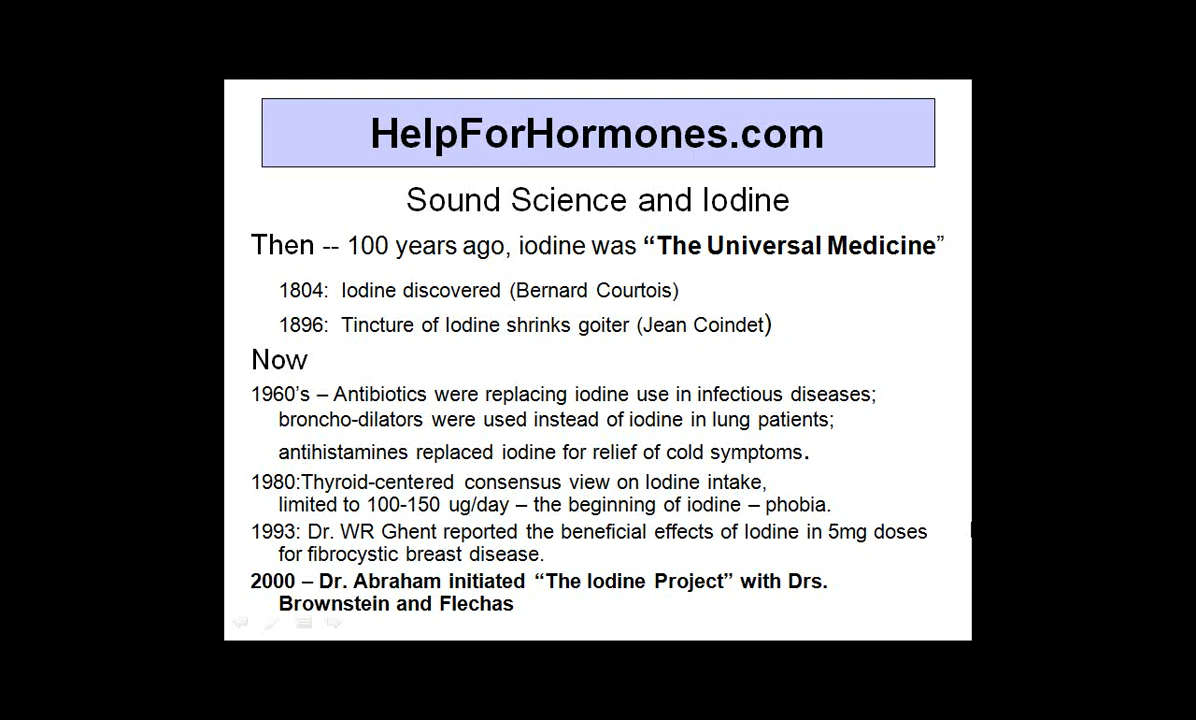 HelpForHormones.com
Sound Science and Iodine
Then -- 100 years ago, iodine was “The Universal Medicine”
1804: Iodine discovered (Bernard Courtois)
1896: Tincture of Iodine shrinks goiter (Jean Coindet)
Now
1960’s – Antibiotics were replacing iodine use in infectious diseases;
broncho-dilators were used instead of iodine in lung patients;
antihistamines replaced iodine for relief of cold symptoms.
1980:Thyroid-centered consensus view on Iodine intake,
limited to 100-150 ug/day – the beginning of iodine – phobia.
1993: Dr. WR Ghent reported the beneficial effects of Iodine in 5mg doses
for fibrocystic breast disease.
2000 – Dr. Abraham initiated “The Iodine Project” with Drs.
Brownstein and Flechas